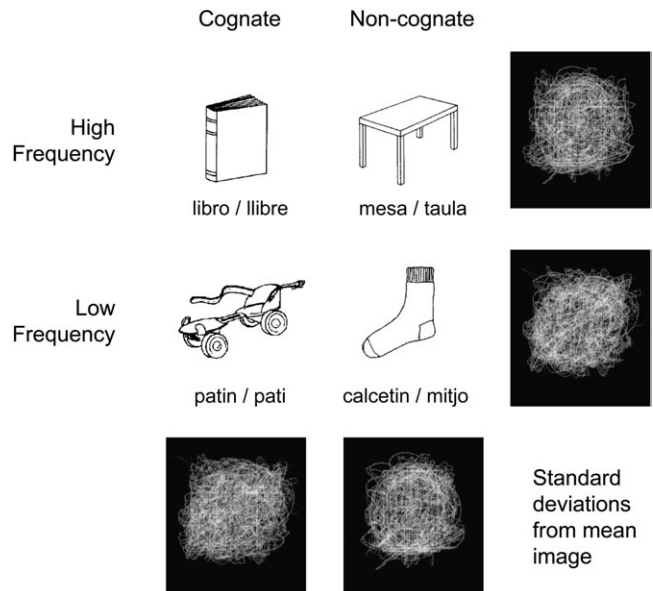 Cognate Non-cognate
High
Frequency
libro / llibre mesa / taula
Low
Frequency
patin / pati calcetin / mitjo
Standard
deviations
from mean
image